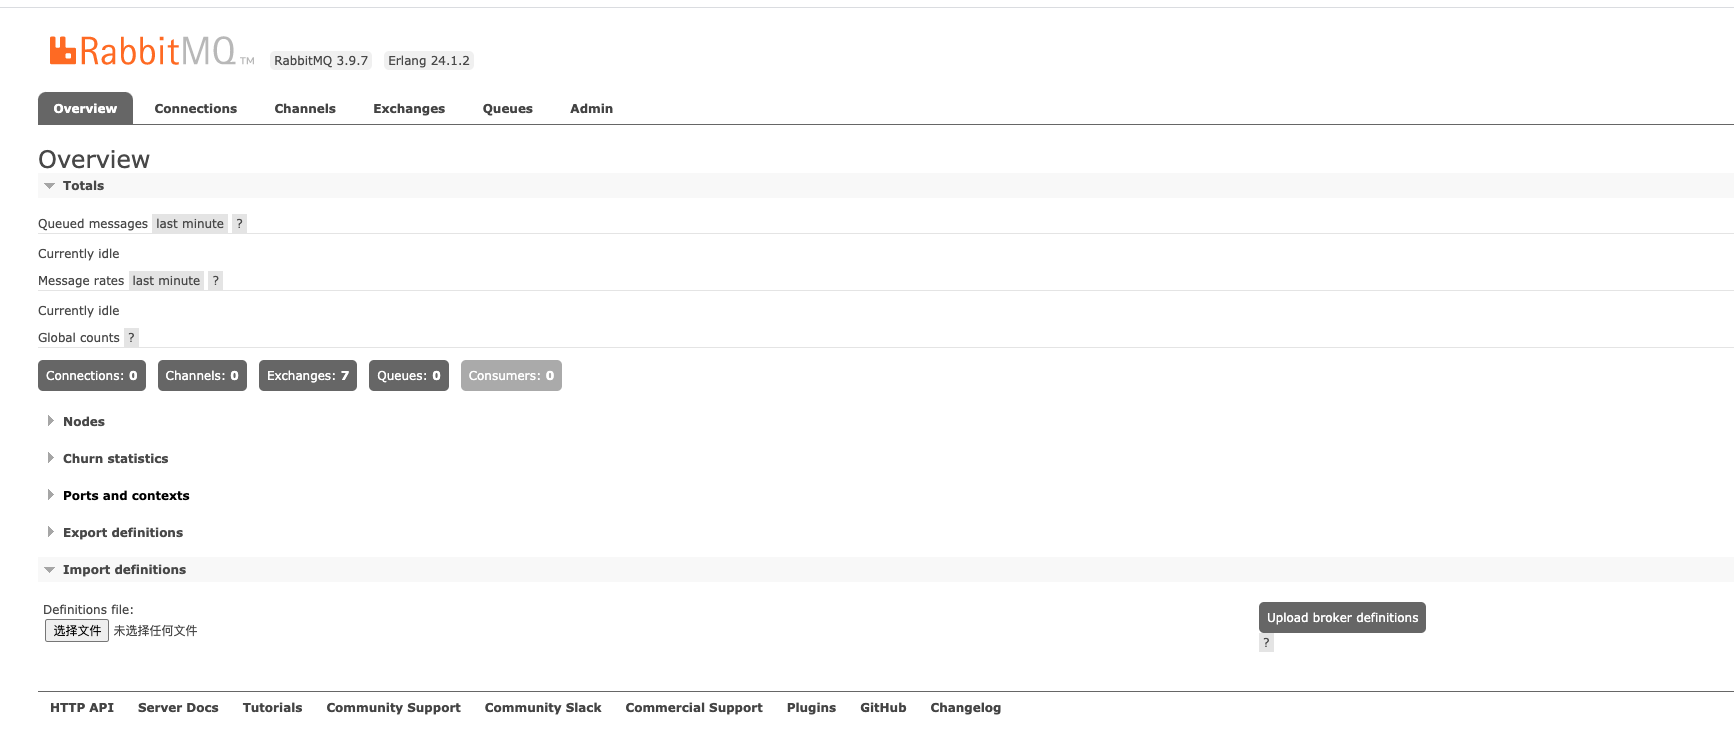 RabbitMQ TM RabbitMQ 3.9.7 Erlang 24.1.2
Overview Connections Channels Exchanges Queues Admin
Overview
Totals
Queued messages last minute ?
Currently idle
Message rates last minute ?
Currently idle
Global counts ?
Connections: 0 Channels: 0 Exchanges: 7 Queues: 0 Consumers: 0
Nodes
Churn statistics
Ports and contexts
Export definitions
Import definitions
Definitions file:
选择文件 未选择任何文件
Upload broker definitions
?
HTTP API Server Docs Tutorials Community Support Community Slack Commercial Support Plugins GitHub Changelog